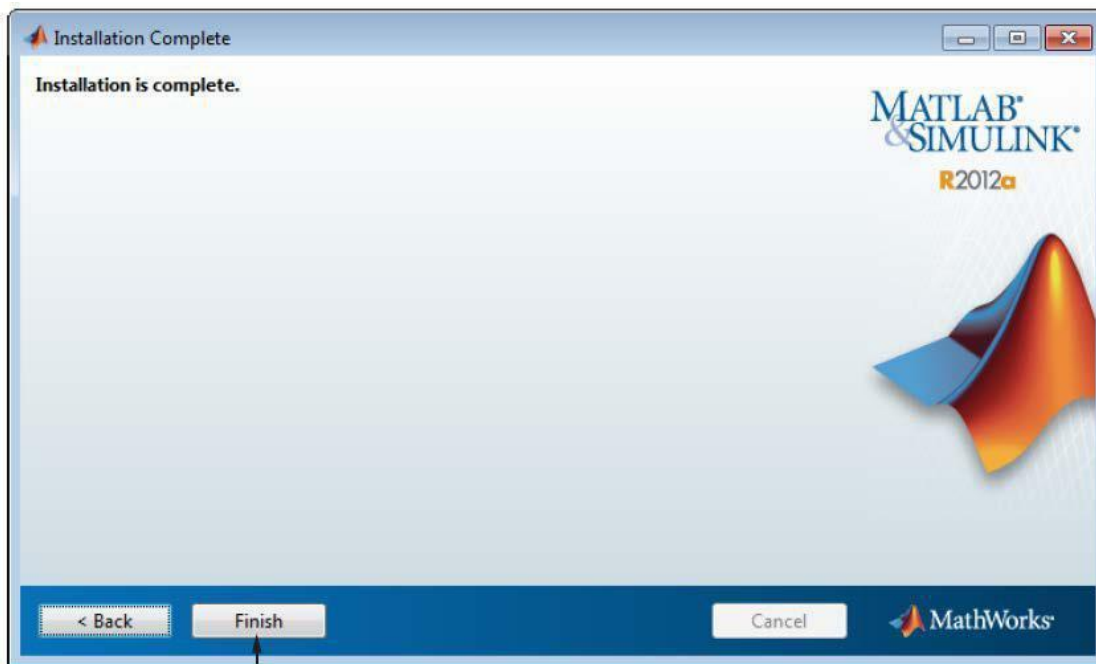 Installation Complete
Installation is complete.
MATLAB®
&SIMULINK®
R2012a
< Back
Finish
Cancel
MathWorks®